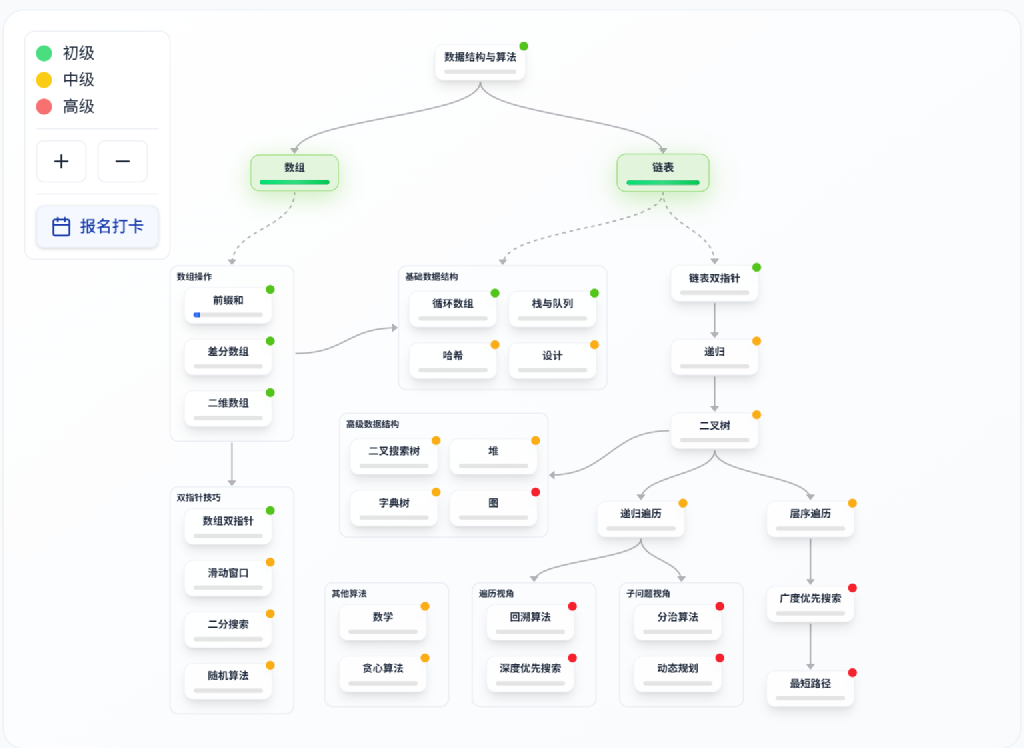 初级
中级
高级
+
−
报名打卡
数据结构与算法
数组
链表
数组操作
前缀和
差分数组
二维数组
基础数据结构
循环数组
栈与队列
哈希
设计
链表双指针
递归
二叉树
高级数据结构
二叉搜索树
堆
字典树
图
双指针技巧
数组双指针
滑动窗口
二分搜索
随机算法
递归遍历
层序遍历
其他算法
数学
贪心算法
遍历视角
回溯算法
深度优先搜索
子问题视角
分治算法
动态规划
广度优先搜索
最短路径